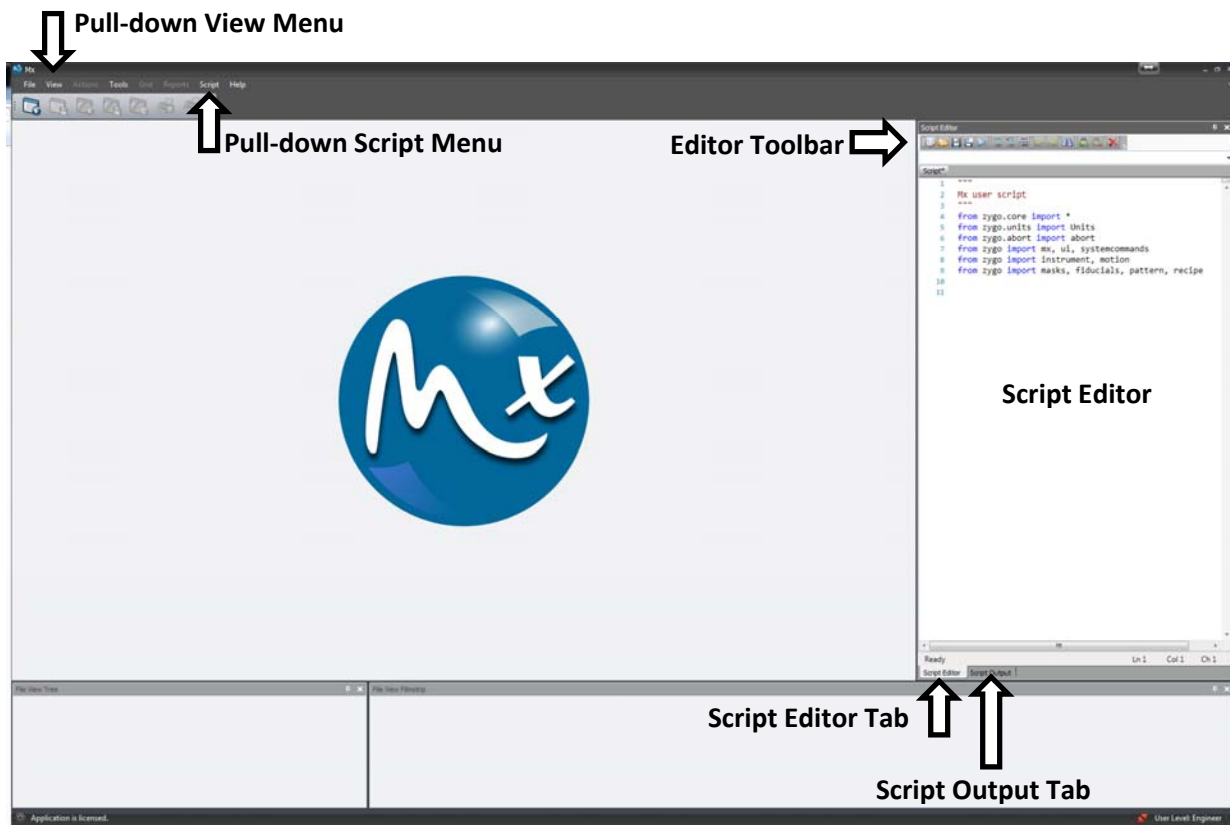 Pull-down View Menu
Mx
File View Actions Tools Grid Reports Script Help
Pull-down Script Menu
Editor Toolbar
Script Editor
Script*
1 """
2 Mx user script
3 """
4 from zygo.core import *
5 from zygo.units import Units
6 from zygo.abort import abort
7 from zygo import mx, ui, systemcommands
8 from zygo import instrument, motion
9 from zygo import masks, fiducials, pattern, recipe
10
11
Mx
Script Editor
Ready Ln 1 Col 1 Ch 1
Script Editor Script Output
File View Tree File View Filmstrip
Script Editor Tab
Script Output Tab
Application is licensed. User Level: Engineer